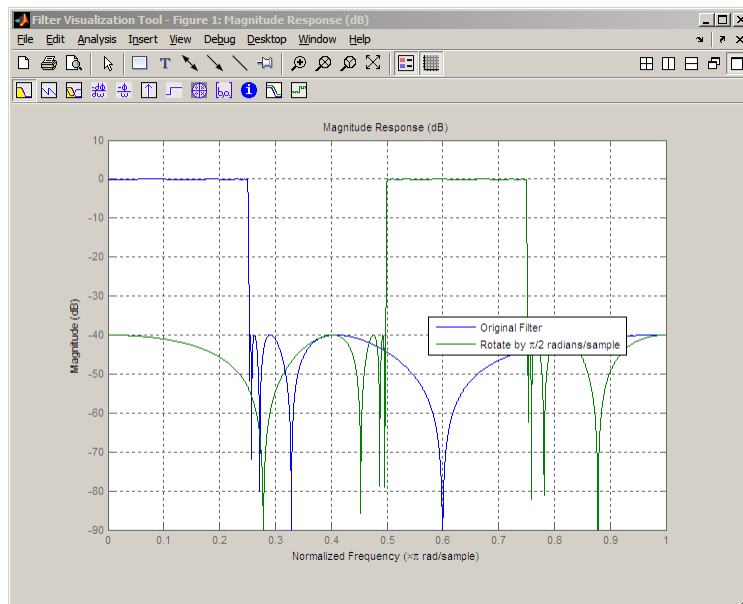 Filter Visualization Tool - Figure 1: Magnitude Response (dB)
File Edit Analysis Insert View Debug Desktop Window Help
Magnitude Response (dB)
10
0
-10
-20
-30
-40
-50
-60
-70
-80
-90
Magnitude (dB)
Original Filter
Rotate by π/2 radians/sample
0 0.1 0.2 0.3 0.4 0.5 0.6 0.7 0.8 0.9 1
Normalized Frequency (×π rad/sample)